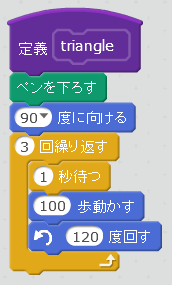 定義 triangle
ペンを下ろす
90▼ 度に向ける
3 回繰り返す
1 秒待つ
100 歩動かす
120 度回す